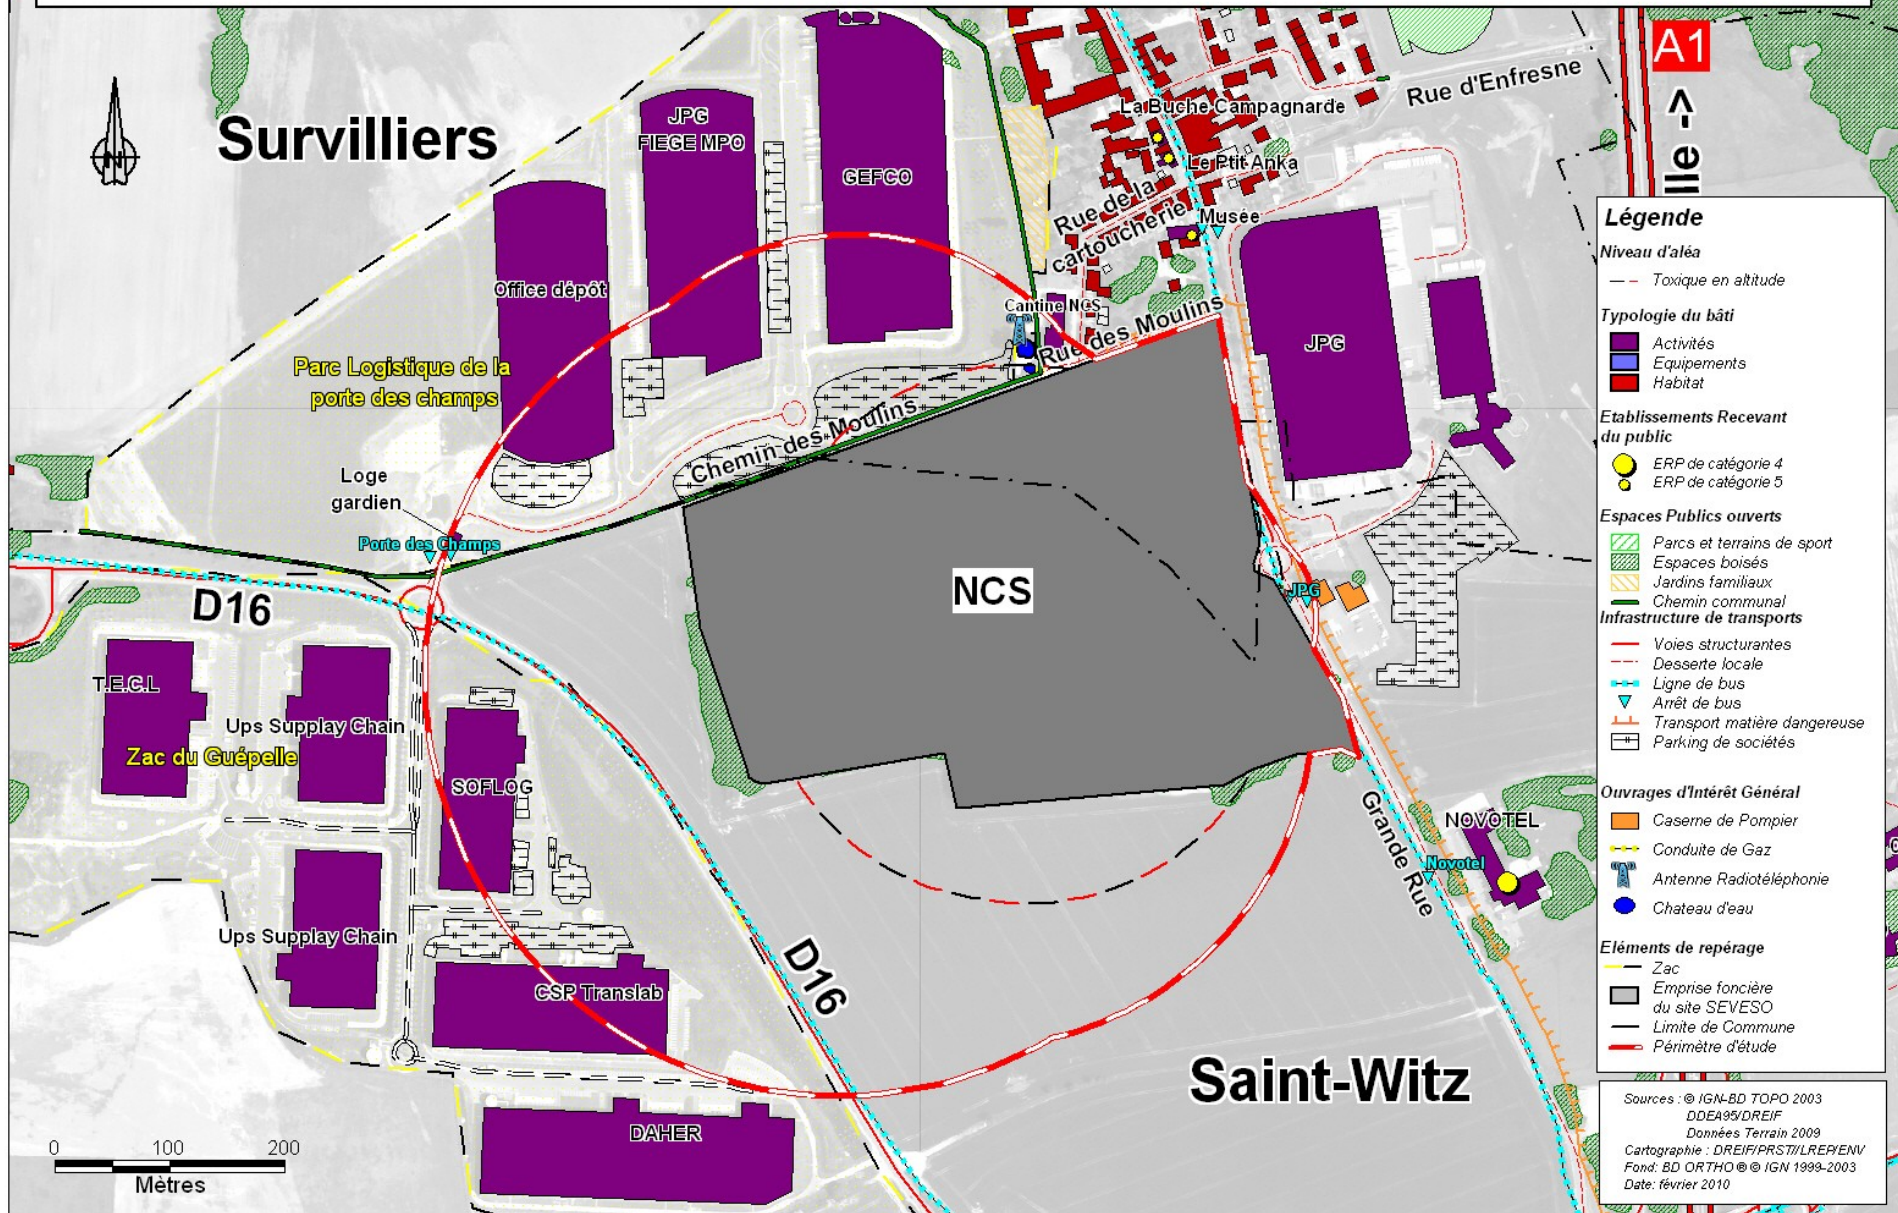 A1
Rue d'Enfresne
La Buche Campagnarde
Survilliers
JPG
FIEGE MPO
GEFCO
Le Ptit Anka
lle ->
Rue de la
cartoucherie
Musée
Office dépôt
Cantine NCS
Rue des Moulins
JPG
Parc Logistique de la
porte des champs
Chemin des Moulins
Loge
gardien
Porte des Champs
NCS
JPG
D16
T.E.C.L
Ups Supplay Chain
Zac du Guépelle
SOFLOG
NOVOTEL
Novotel
Grande Rue
Ups Supplay Chain
D16
CSP Translab
Saint-Witz
DAHER
0 100 200
Mètres
N
Légende
Niveau d'aléa
Toxique en altitude
Typologie du bâti
Activités
Equipements
Habitat
Etablissements Recevant
du public
ERP de catégorie 4
ERP de catégorie 5
Espaces Publics ouverts
Parcs et terrains de sport
Espaces boisés
Jardins familiaux
Chemin communal
Infrastructure de transports
Voies structurantes
Desserte locale
Ligne de bus
Arrêt de bus
Transport matière dangereuse
Parking de sociétés
Ouvrages d'Intérêt Général
Caserne de Pompier
Conduite de Gaz
Antenne Radiotéléphonie
Chateau d'eau
Eléments de repérage
Zac
Emprise foncière
du site SEVESO
Limite de Commune
Périmètre d'étude
Sources : © IGN-BD TOPO 2003
DDEA95/DREIF
Données Terrain 2009
Cartographie : DREIF/PRSTI/LREP/ENV
Fond: BD ORTHO ® © IGN 1999-2003
Date: février 2010